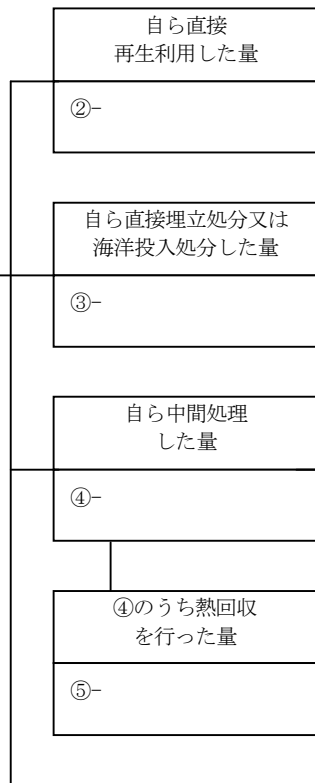 自ら直接
再生利用した量
②-
自ら直接埋立処分又は
海洋投入処分した量
③-
自ら中間処理
した量
④-
④のうち熱回収
を行った量
⑤-